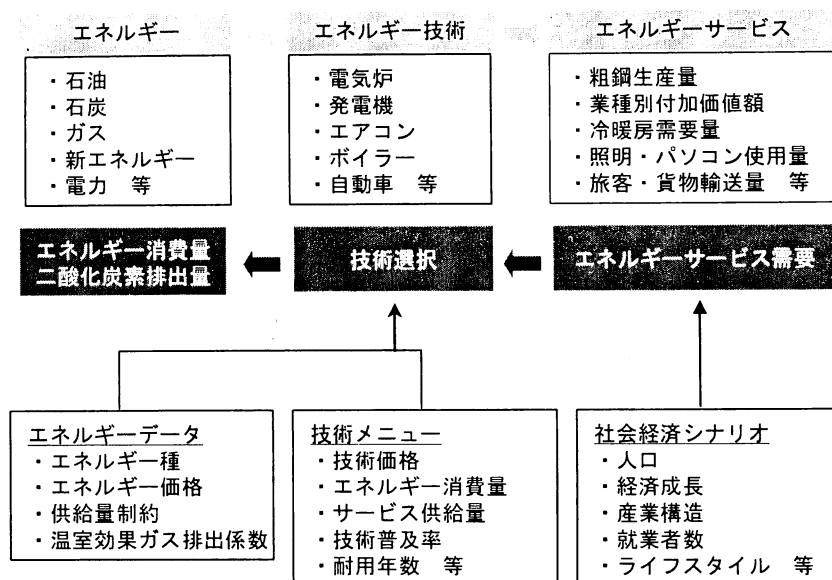 エネルギー
・石油
・石炭
・ガス
・新エネルギー
・電力　等
エネルギー技術
・電気炉
・発電機
・エアコン
・ボイラー
・自動車　等
エネルギーサービス
・粗鋼生産量
・業種別付加価値額
・冷暖房需要量
・照明・パソコン使用量
・旅客・貨物輸送量　等
エネルギー消費量
二酸化炭素排出量
技術選択
エネルギーサービス需要
エネルギーデータ
・エネルギー種
・エネルギー価格
・供給量制約
・温室効果ガス排出係数
技術メニュー
・技術価格
・エネルギー消費量
・サービス供給量
・技術普及率
・耐用年数　等
社会経済シナリオ
・人口
・経済成長
・産業構造
・就業者数
・ライフスタイル　等